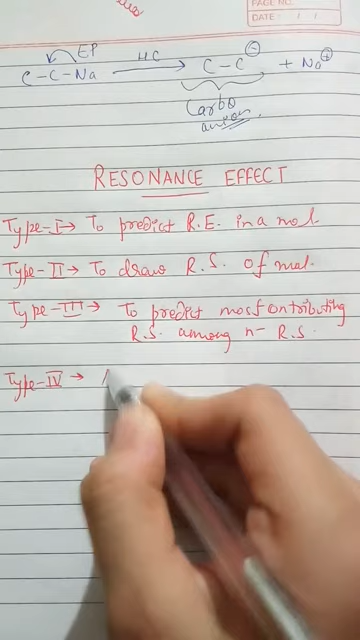 PAGE NO.
DATE: / /
EP
C-C-Na HC → C-C⊖ + Na⊕
Carbo
anion
RESONANCE EFFECT
Type-I → To predict R.E. in a mol.
Type-II → To draw R.S. of mol.
Type-III → To predict most contributing
R.S. among n- R.S.
Type-IV →